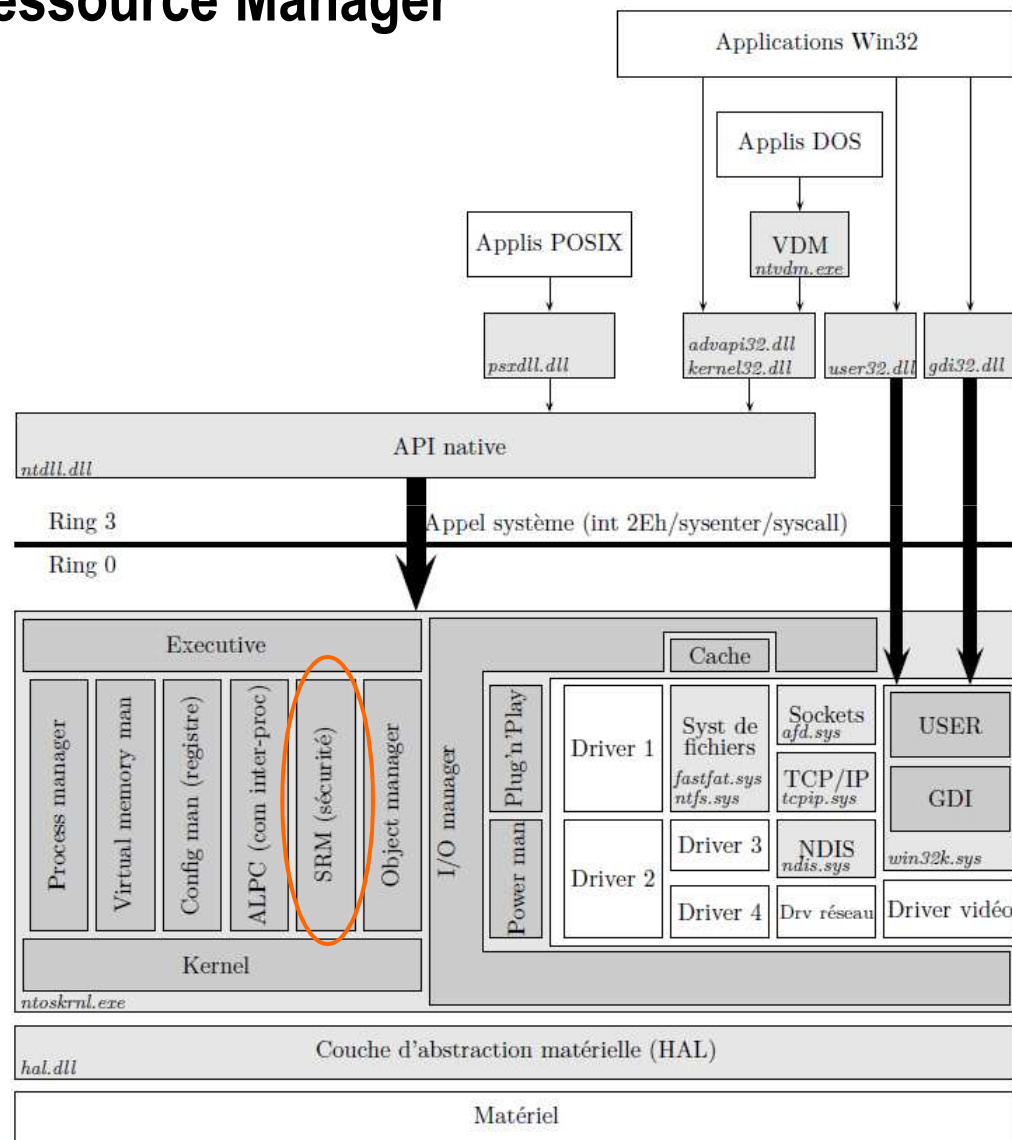 essource Manager
Applications Win32
Applis DOS
Applis POSIX
VDM
ntvdm.exe
psxdll.dll
advapi32.dll
kernel32.dll
user32.dll
gdi32.dll
API native
ntdll.dll
Ring 3
Appel système (int 2Eh/sysenter/syscall)
Ring 0
Executive
Process manager
Virtual memory man
Config man (registre)
ALPC (com inter-proc)
SRM (sécurité)
Object manager
Kernel
ntoskrnl.exe
I/O manager
Cache
Plug'n'Play
Power man
Driver 1
Driver 2
Syst de
fichiers
fastfat.sys
ntfs.sys
Driver 3
Driver 4
Sockets
afd.sys
TCP/IP
tcpip.sys
NDIS
ndis.sys
Drv réseau
USER
GDI
win32k.sys
Driver vidéo
Couche d'abstraction matérielle (HAL)
hal.dll
Matériel